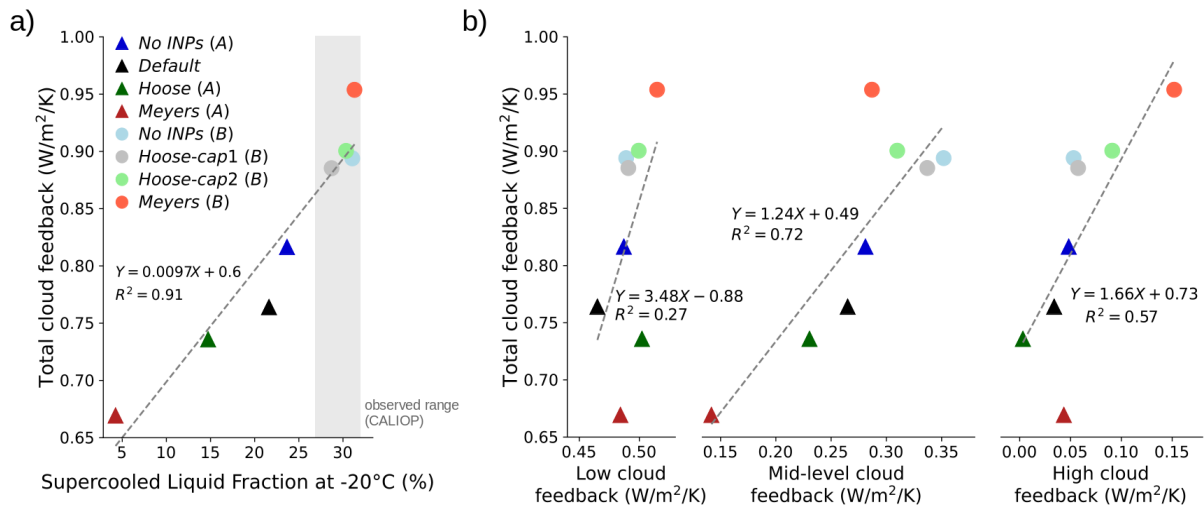 a)
Total cloud feedback (W/m²/K)
1.00
0.95
0.90
0.85
0.80
0.75
0.70
0.65
No INPs (A)
Default
Hoose (A)
Meyers (A)
No INPs (B)
Hoose-cap1 (B)
Hoose-cap2 (B)
Meyers (B)
Y = 0.0097X + 0.6
R² = 0.91
observed range
(CALIOP)
5 10 15 20 25 30
Supercooled Liquid Fraction at -20°C (%)
b)
Total cloud feedback (W/m²/K)
1.00
0.95
0.90
0.85
0.80
0.75
0.70
0.65
Y = 3.48X − 0.88
R² = 0.27
0.45 0.50
Low cloud
feedback (W/m²/K)
Y = 1.24X + 0.49
R² = 0.72
0.15 0.20 0.25 0.30 0.35
Mid-level cloud
feedback (W/m²/K)
Y = 1.66X + 0.73
R² = 0.57
0.00 0.05 0.10 0.15
High cloud
feedback (W/m²/K)